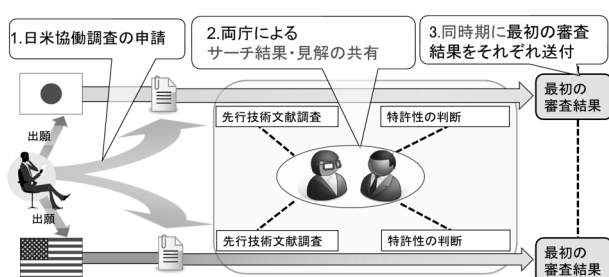 1.日米協働調査の申請
2.両庁による
サーチ結果・見解の共有
3.同時期に最初の審査
結果をそれぞれ送付
最初の
審査結果
出願
先行技術文献調査
特許性の判断
出願
先行技術文献調査
特許性の判断
最初の
審査結果